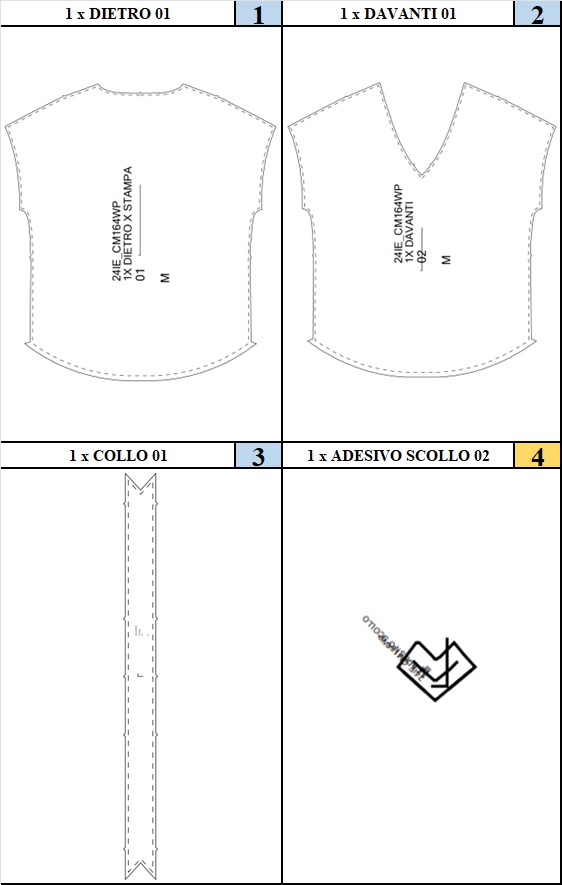 1 x DIETRO 01
1
1 x DAVANTI 01
2
24IE_CM164WP
1X DIETRO X STAMPA
01
M
24IE_CM164WP
1X DAVANTI
02
M
1 x COLLO 01
3
1 x ADESIVO SCOLLO 02
4
SCOLLO